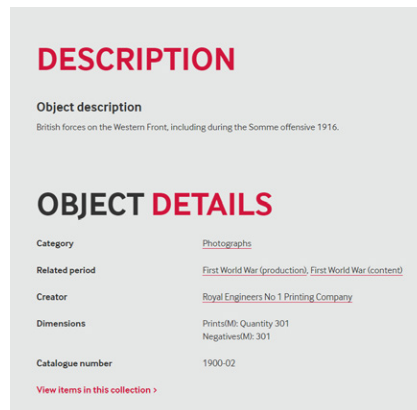 DESCRIPTION
Object description
British forces on the Western Front, including during the Somme offensive 1916.
OBJECT DETAILS
Category Photographs
Related period First World War (production), First World War (content)
Creator Royal Engineers No 1 Printing Company
Dimensions Prints(M): Quantity 301
Negatives(M): 301
Catalogue number 1900-02
View items in this collection >